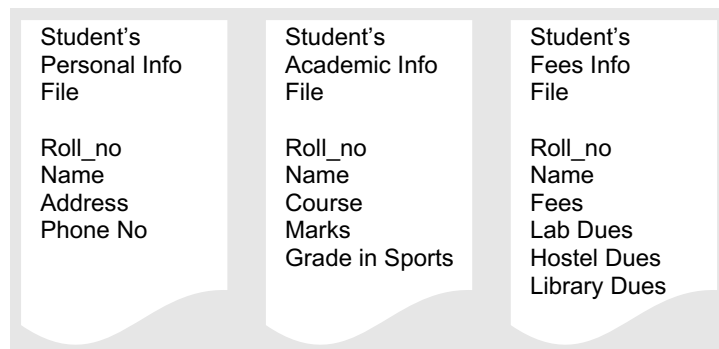 Student's
Personal Info
File
Roll_no
Name
Address
Phone No
Student's
Academic Info
File
Roll_no
Name
Course
Marks
Grade in Sports
Student's
Fees Info
File
Roll_no
Name
Fees
Lab Dues
Hostel Dues
Library Dues